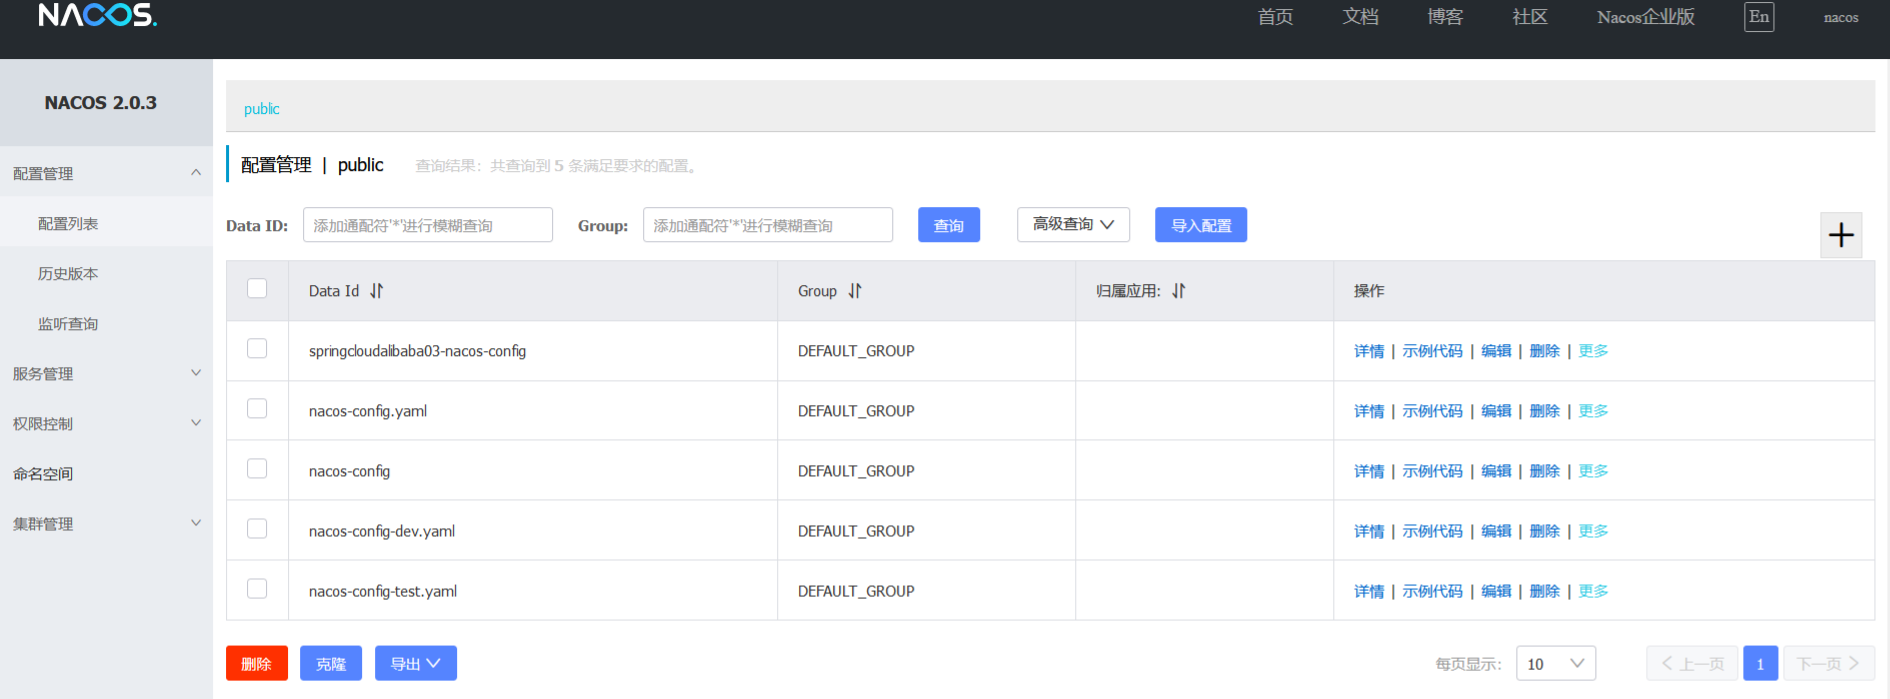 NACOS. 首页 文档 博客 社区 Nacos企业版 En nacos
NACOS 2.0.3
配置管理
配置列表
历史版本
监听查询
服务管理
权限控制
命名空间
集群管理
public
配置管理 | public 查询结果：共查询到 5 条满足要求的配置。
Data ID: 添加通配符'*'进行模糊查询 Group: 添加通配符'*'进行模糊查询 查询 高级查询 导入配置
Data Id Group 归属应用: 操作
springcloudalibaba03-nacos-config DEFAULT_GROUP 详情 | 示例代码 | 编辑 | 删除 | 更多
nacos-config.yaml DEFAULT_GROUP 详情 | 示例代码 | 编辑 | 删除 | 更多
nacos-config DEFAULT_GROUP 详情 | 示例代码 | 编辑 | 删除 | 更多
nacos-config-dev.yaml DEFAULT_GROUP 详情 | 示例代码 | 编辑 | 删除 | 更多
nacos-config-test.yaml DEFAULT_GROUP 详情 | 示例代码 | 编辑 | 删除 | 更多
删除 克隆 导出 每页显示: 10 上一页 1 下一页